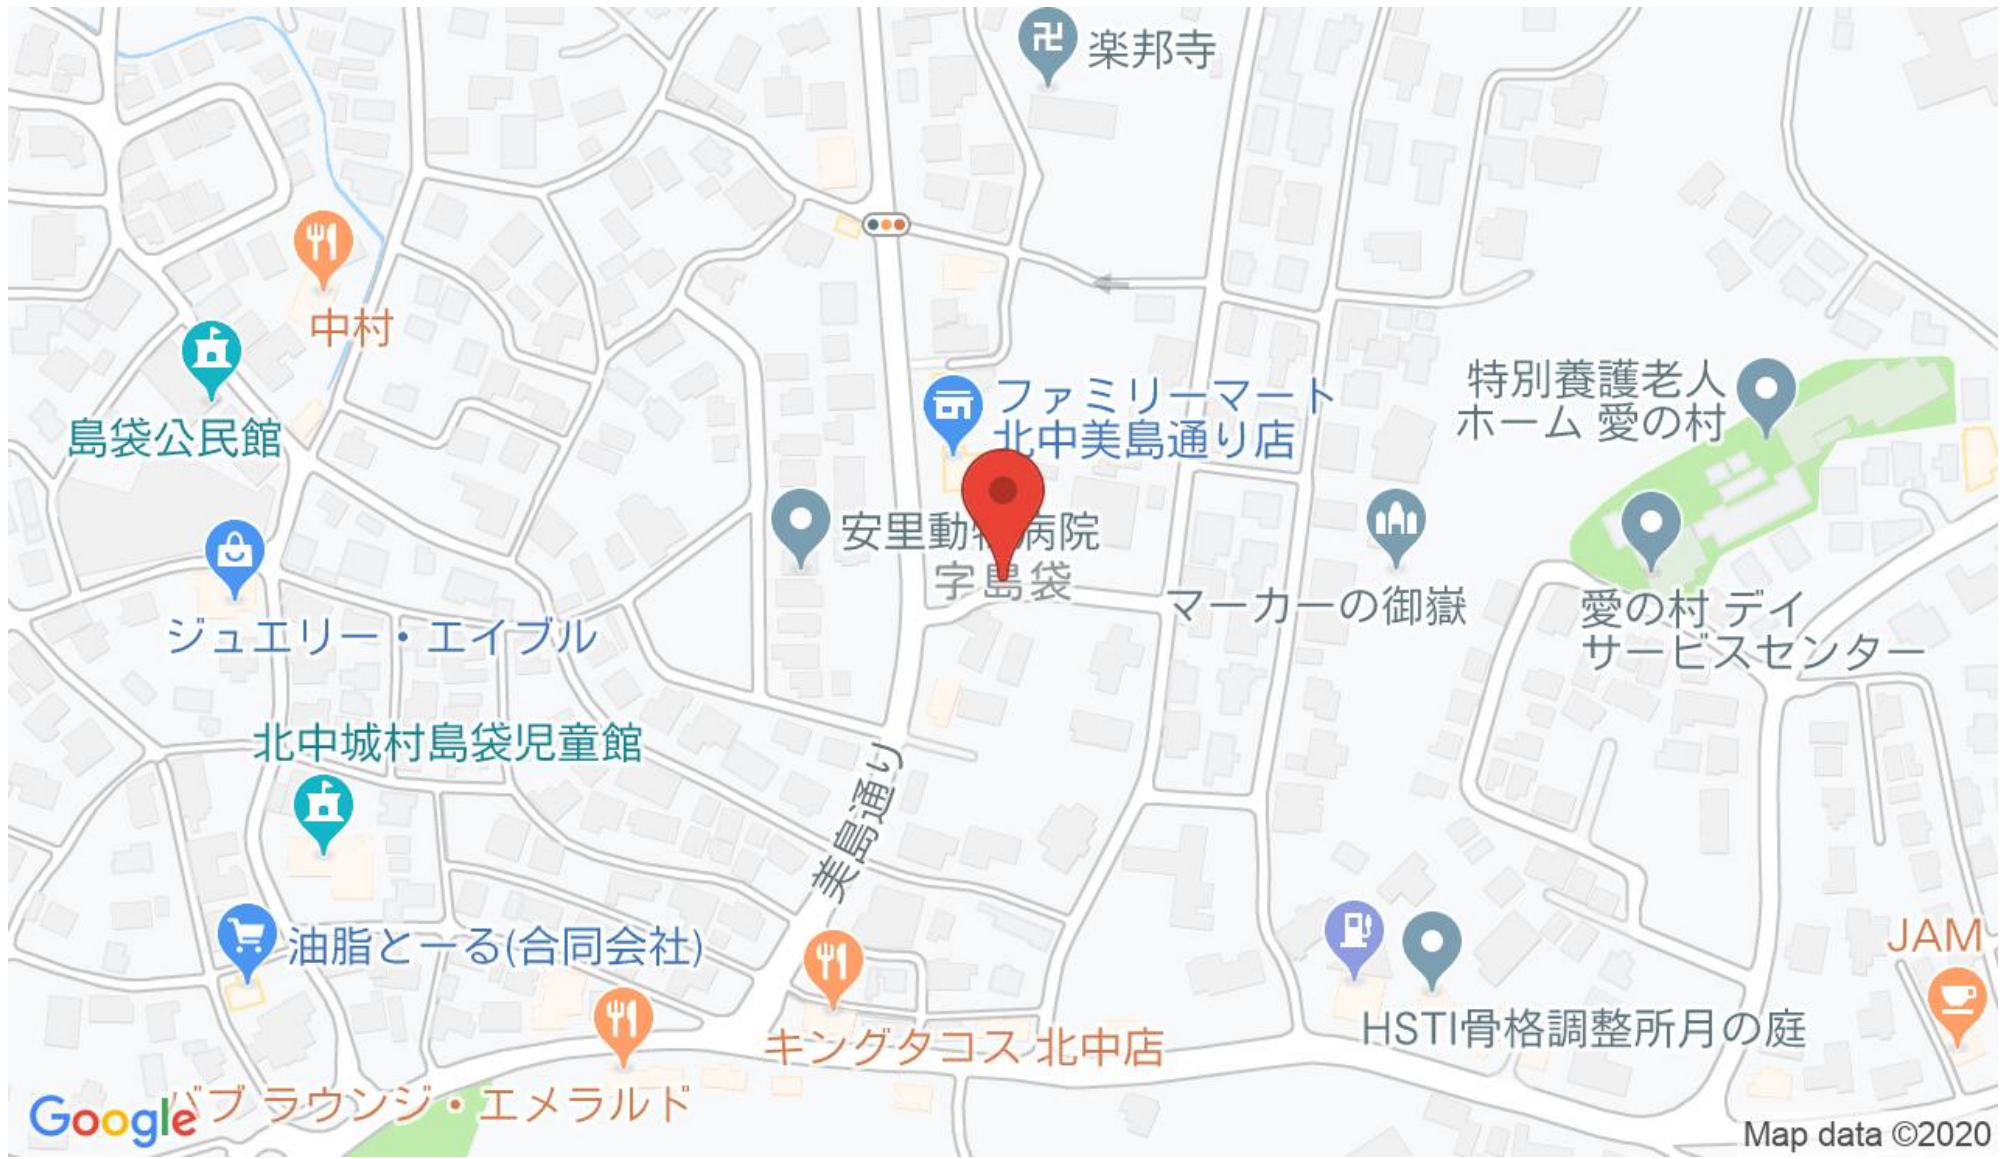 楽邦寺
中村
島袋公民館
ファミリーマート
北中美島通り店
特別養護老人
ホーム 愛の村
安里動物病院
字島袋
マーカーの御嶽
愛の村 デイ
サービスセンター
ジュエリー・エイブル
北中城村島袋児童館
美島通り
油脂とーる(合同会社)
JAM
キングタコス 北中店
HSTI骨格調整所月の庭
パブ ラウンジ・エメラルド
Google
Map data ©2020